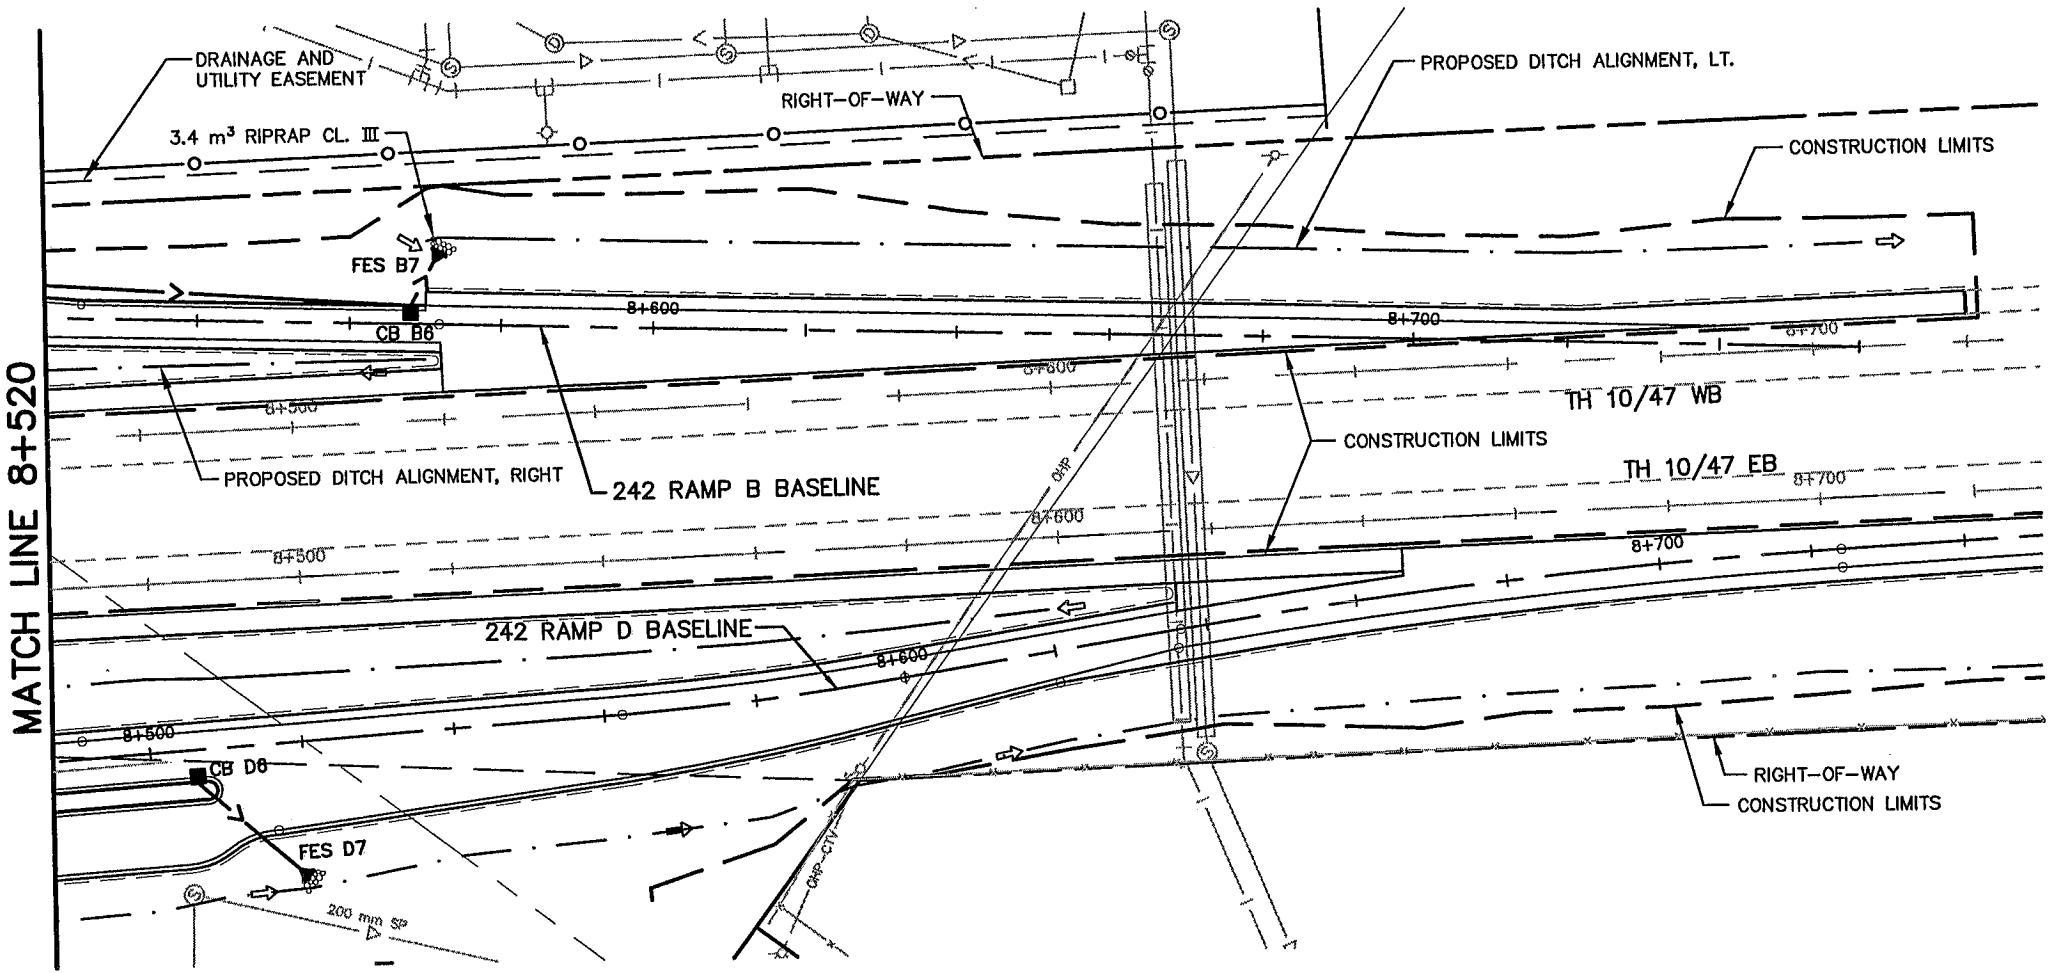 DRAINAGE AND
UTILITY EASEMENT
PROPOSED DITCH ALIGNMENT, LT.
RIGHT-OF-WAY
3.4 m³ RIPRAP CL. III
CONSTRUCTION LIMITS
FES B7
8+600
8+700
CB B6
8+700
8+600
8+500
TH 10/47 WB
CONSTRUCTION LIMITS
OHP
PROPOSED DITCH ALIGNMENT, RIGHT
242 RAMP B BASELINE
TH 10/47 EB
8+700
8+600
8+500
8+700
MATCH LINE 8+520
242 RAMP D BASELINE
8+600
8+500
CB D6
RIGHT-OF-WAY
CONSTRUCTION LIMITS
FES D7
OHP-CTV
200 mm SP
S
S
S
S
S
D
D